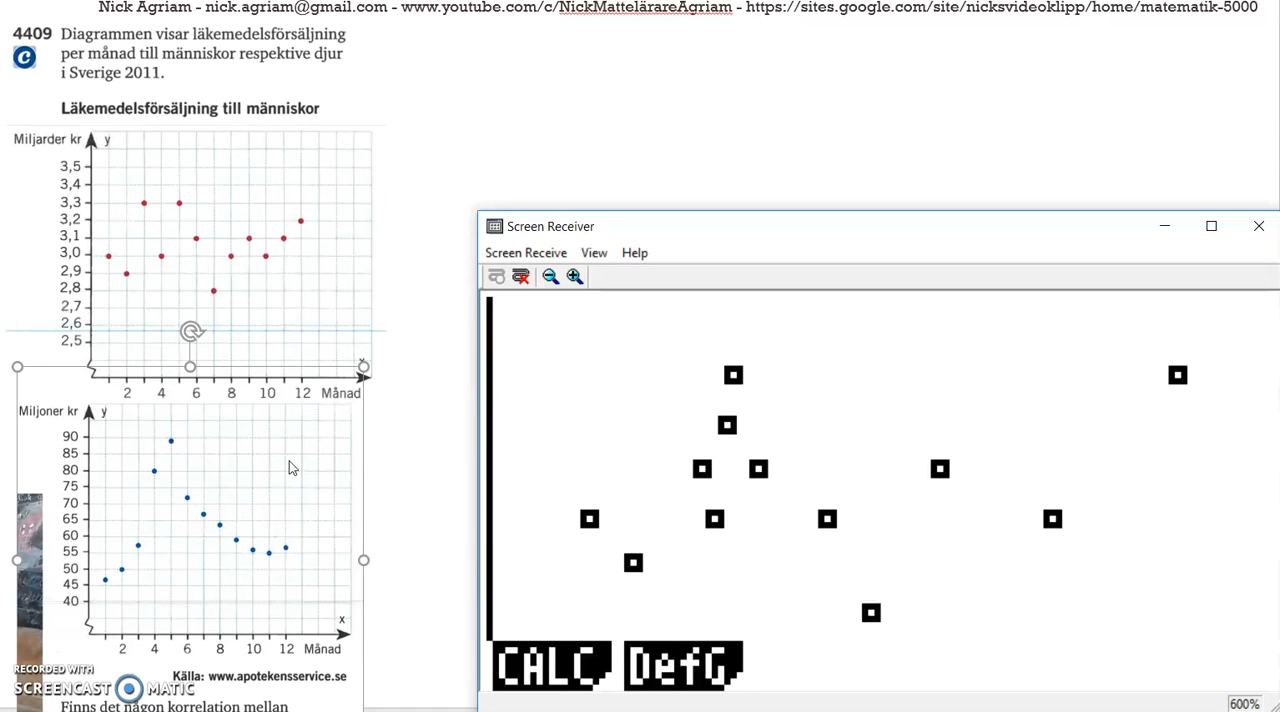 Nick Agriam - nick.agriam@gmail.com - www.youtube.com/c/NickMattelärareAgriam - https://sites.google.com/site/nicksvideoklipp/home/matematik-5000
4409 Diagrammen visar läkemedelsförsäljning
per månad till människor respektive djur
i Sverige 2011.
C
Läkemedelsförsäljning till människor
Miljarder kr y
3,5
3,4
3,3
3,2
3,1
3,0
2,9
2,8
2,7
2,6
2,5
x
2 4 6 8 10 12 Månad
Miljoner kr y
90
85
80
75
70
65
60
55
50
45
40
x
2 4 6 8 10 12 Månad
Källa: www.apotekensservice.se
Finns det någon korrelation mellan
RECORDED WITH
SCREENCAST MATIC
Screen Receiver
Screen Receive View Help
CALC DefG
600%